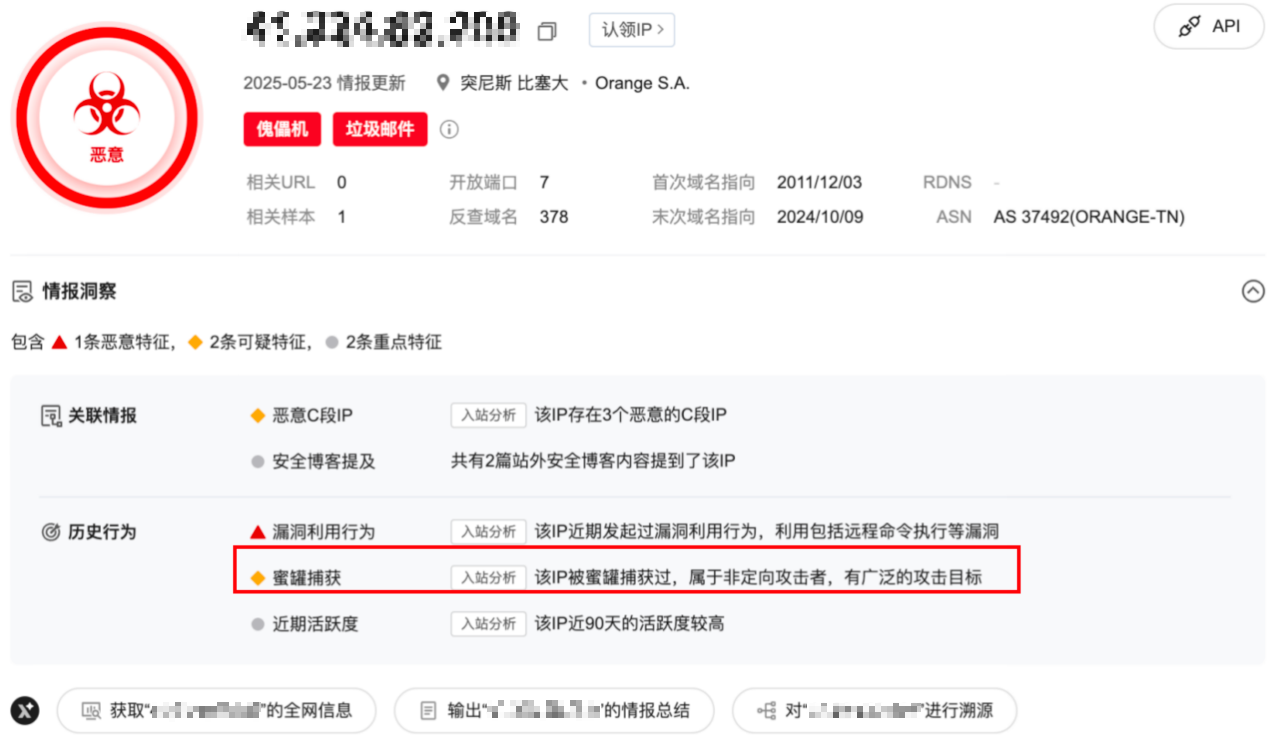 认领IP >
API
恶意
2025-05-23 情报更新 突尼斯 比塞大 · Orange S.A.
傀儡机 垃圾邮件
相关URL 0 开放端口 7 首次域名指向 2011/12/03 RDNS -
相关样本 1 反查域名 378 末次域名指向 2024/10/09 ASN AS 37492(ORANGE-TN)
情报洞察
包含 1条恶意特征, 2条可疑特征, 2条重点特征
关联情报 恶意C段IP 入站分析 该IP存在3个恶意的C段IP
安全博客提及 共有2篇站外安全博客内容提到了该IP
历史行为 漏洞利用行为 入站分析 该IP近期发起过漏洞利用行为，利用包括远程命令执行等漏洞
蜜罐捕获 入站分析 该IP被蜜罐捕获过，属于非定向攻击者，有广泛的攻击目标
近期活跃度 入站分析 该IP近90天的活跃度较高
X 获取“ ”的全网信息 输出“ ”的情报总结 对“ ”进行溯源